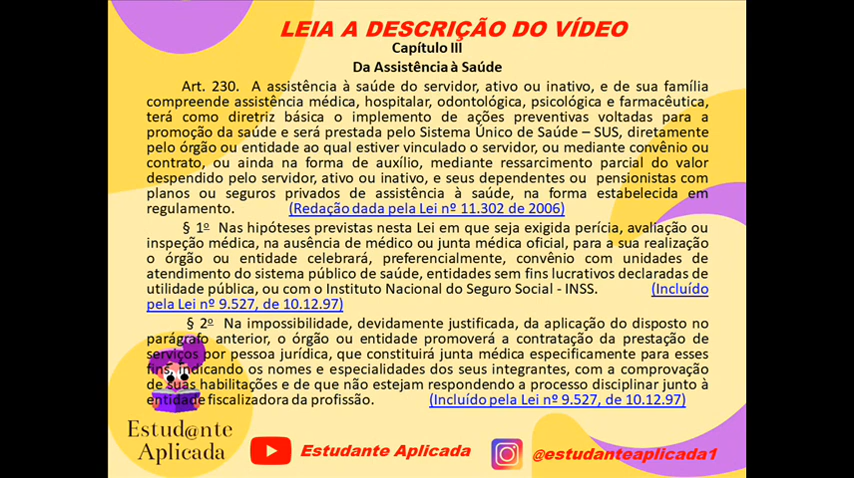 LEIA A DESCRIÇÃO DO VÍDEO
Capítulo III
Da Assistência à Saúde
Art. 230. A assistência à saúde do servidor, ativo ou inativo, e de sua família
compreende assistência médica, hospitalar, odontológica, psicológica e farmacêutica,
terá como diretriz básica o implemento de ações preventivas voltadas para a
promoção da saúde e será prestada pelo Sistema Único de Saúde – SUS, diretamente
pelo órgão ou entidade ao qual estiver vinculado o servidor, ou mediante convênio ou
contrato, ou ainda na forma de auxílio, mediante ressarcimento parcial do valor
despendido pelo servidor, ativo ou inativo, e seus dependentes ou pensionistas com
planos ou seguros privados de assistência à saúde, na forma estabelecida em
regulamento. (Redação dada pela Lei nº 11.302 de 2006)
§ 1º Nas hipóteses previstas nesta Lei em que seja exigida perícia, avaliação ou
inspeção médica, na ausência de médico ou junta médica oficial, para a sua realização
o órgão ou entidade celebrará, preferencialmente, convênio com unidades de
atendimento do sistema público de saúde, entidades sem fins lucrativos declaradas de
utilidade pública, ou com o Instituto Nacional do Seguro Social - INSS. (Incluído
pela Lei nº 9.527, de 10.12.97)
§ 2º Na impossibilidade, devidamente justificada, da aplicação do disposto no
parágrafo anterior, o órgão ou entidade promoverá a contratação da prestação de
serviços por pessoa jurídica, que constituirá junta médica especificamente para esses
fins, indicando os nomes e especialidades dos seus integrantes, com a comprovação
de suas habilitações e de que não estejam respondendo a processo disciplinar junto à
entidade fiscalizadora da profissão. (Incluído pela Lei nº 9.527, de 10.12.97)
Estud@nte
Aplicada
Estudante Aplicada
@estudanteaplicada1